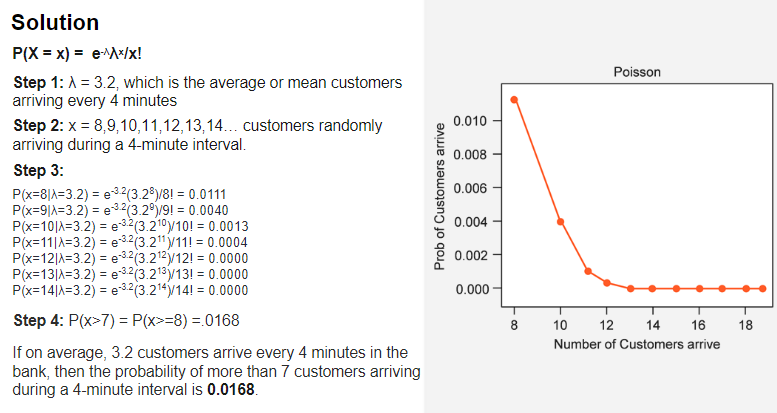 Solution
P(X = x) = e^-λλ^x/x!
Step 1: λ = 3.2, which is the average or mean customers
arriving every 4 minutes
Step 2: x = 8,9,10,11,12,13,14… customers randomly
arriving during a 4-minute interval.
Step 3:
P(x=8|λ=3.2) = e^-3.2(3.2^8)/8! = 0.0111
P(x=9|λ=3.2) = e^-3.2(3.2^9)/9! = 0.0040
P(x=10|λ=3.2) = e^-3.2(3.2^10)/10! = 0.0013
P(x=11|λ=3.2) = e^-3.2(3.2^11)/11! = 0.0004
P(x=12|λ=3.2) = e^-3.2(3.2^12)/12! = 0.0000
P(x=13|λ=3.2) = e^-3.2(3.2^13)/13! = 0.0000
P(x=14|λ=3.2) = e^-3.2(3.2^14)/14! = 0.0000
Step 4: P(x>7) = P(x>=8) =.0168
If on average, 3.2 customers arrive every 4 minutes in the
bank, then the probability of more than 7 customers arriving
during a 4-minute interval is 0.0168.
Poisson
Prob of Customers arrive
0.010
0.008
0.006
0.004
0.002
0.000
8 10 12 14 16 18
Number of Customers arrive